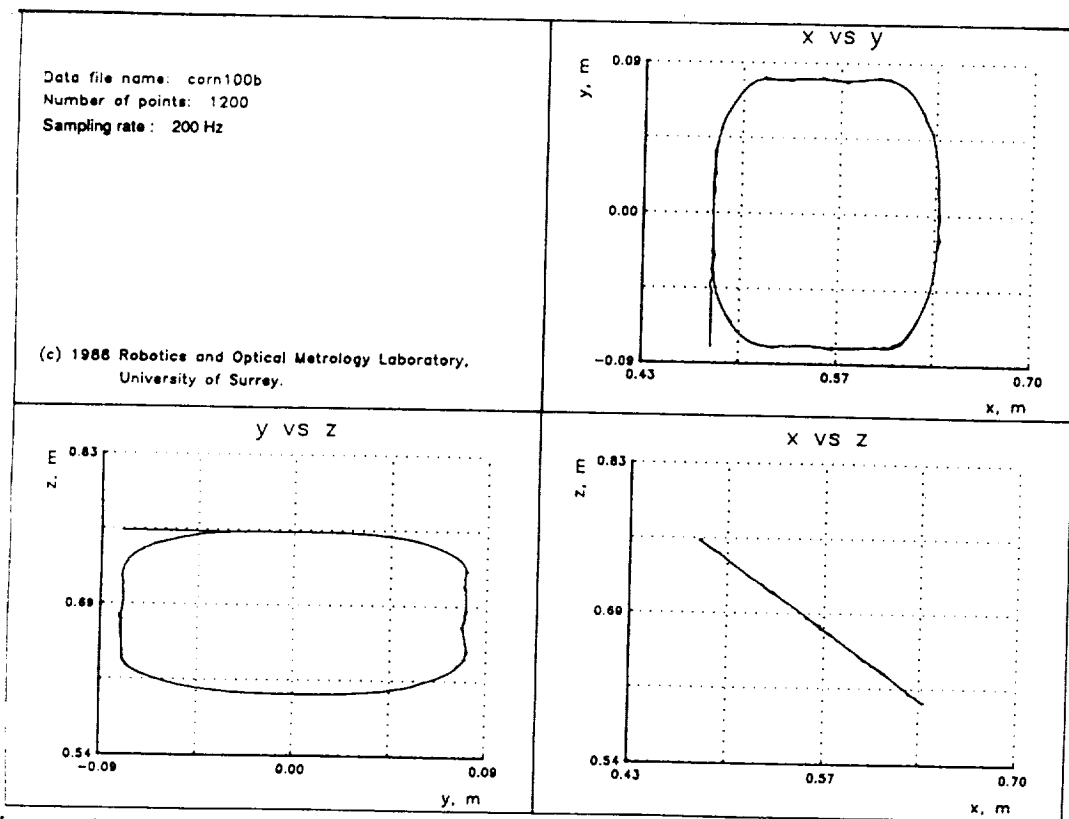 Data file name: corn100b
Number of points: 1200
Sampling rate : 200 Hz
(c) 1988 Robotics and Optical Metrology Laboratory,
University of Surrey.
x vs y
y, m
0.09
0.00
-0.09
0.43
0.57
0.70
x, m
y vs z
z, m
0.83
0.69
0.54
-0.09
0.00
0.09
y, m
x vs z
z, m
0.83
0.69
0.54
0.43
0.57
0.70
x, m